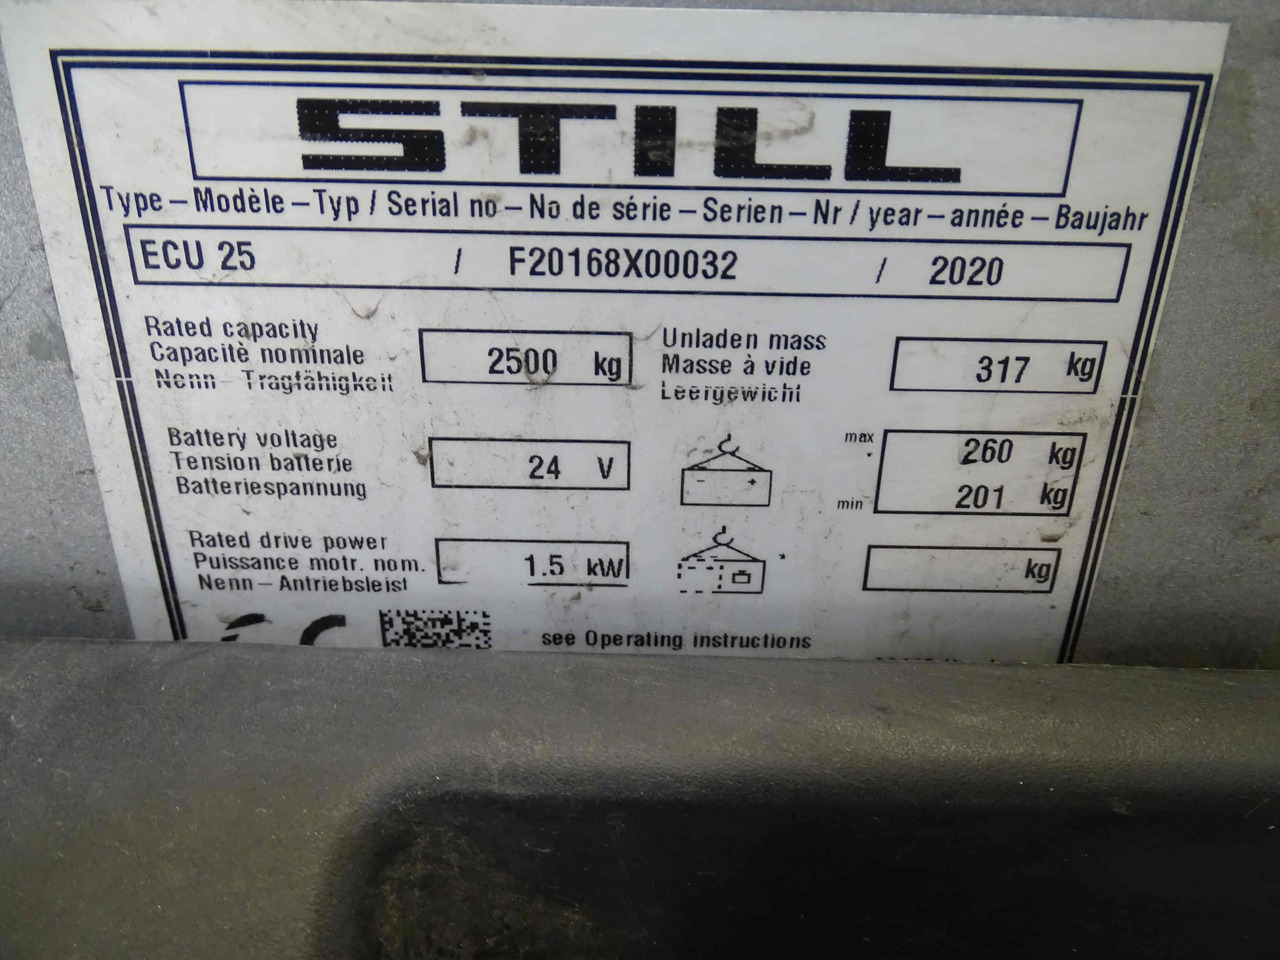 STILL
Type – Modèle – Typ / Serial no – No de série – Serien – Nr / year – année – Baujahr
ECU 25 / F20168X00032 / 2020
Rated capacity
Capacitè nominale
Nenn – Tragfähigkeit
2500 kg
Unladen mass
Masse à vide
Leergewicht
317 kg
Battery voltage
Tension batterie
Batteriespannung
24 V
max
*
min
260 kg
201 kg
- +
Rated drive power
Puissance motr. nom.
Nenn – Antriebsleist
1.5 kW
*
kg
CE
see Operating instructions